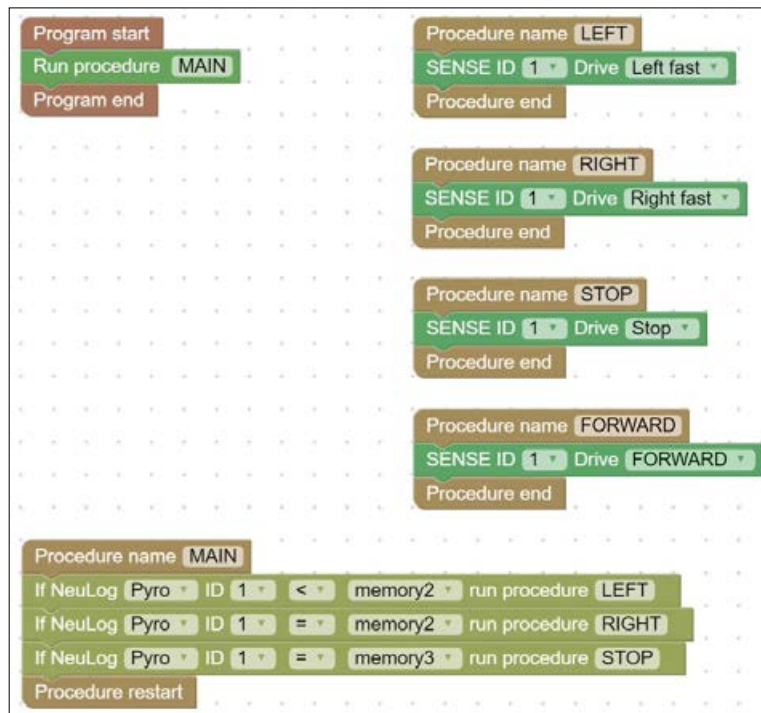 Program start
Run procedure MAIN
Program end
Procedure name LEFT
SENSE ID 1 Drive Left fast
Procedure end
Procedure name RIGHT
SENSE ID 1 Drive Right fast
Procedure end
Procedure name STOP
SENSE ID 1 Drive Stop
Procedure end
Procedure name FORWARD
SENSE ID 1 Drive FORWARD
Procedure end
Procedure name MAIN
If NeuLog Pyro ID 1 < memory2 run procedure LEFT
If NeuLog Pyro ID 1 = memory2 run procedure RIGHT
If NeuLog Pyro ID 1 = memory3 run procedure STOP
Procedure restart